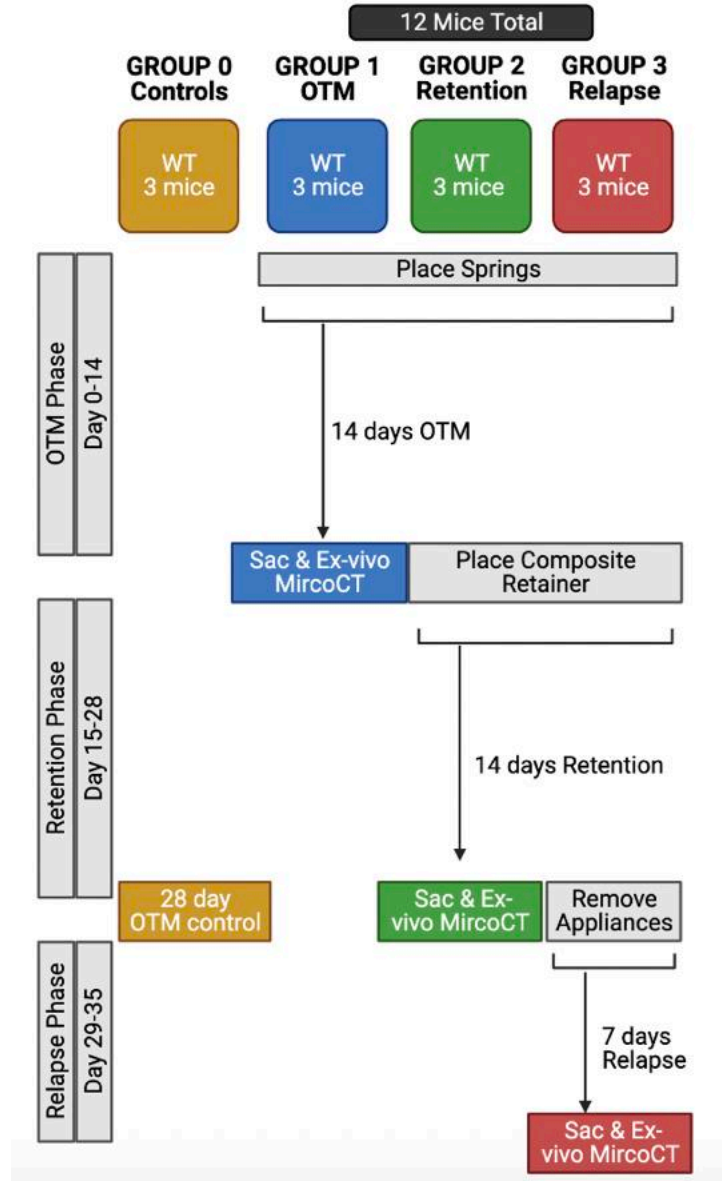 12 Mice Total
GROUP 0
Controls
GROUP 1
OTM
GROUP 2
Retention
GROUP 3
Relapse
WT
3 mice
WT
3 mice
WT
3 mice
WT
3 mice
Place Springs
OTM Phase
Day 0-14
14 days OTM
Sac & Ex-vivo
MircoCT
Place Composite
Retainer
Retention Phase
Day 15-28
14 days Retention
28 day
OTM control
Sac & Ex-
vivo MircoCT
Remove
Appliances
Relapse Phase
Day 29-35
7 days
Relapse
Sac & Ex-
vivo MircoCT